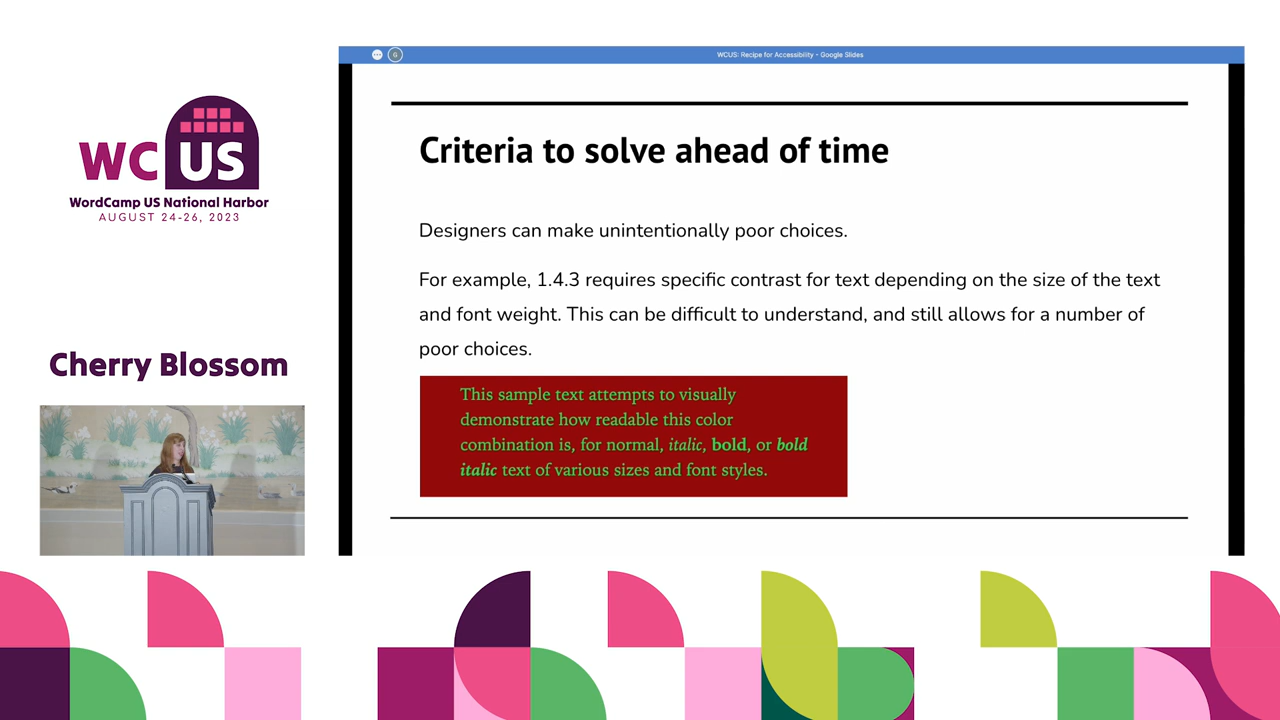 WCUS: Recipe for Accessibility - Google Slides
G
WC US
WordCamp US National Harbor
AUGUST 24-26, 2023
Criteria to solve ahead of time
Designers can make unintentionally poor choices.
For example, 1.4.3 requires specific contrast for text depending on the size of the text
and font weight. This can be difficult to understand, and still allows for a number of
poor choices.
Cherry Blossom
This sample text attempts to visually
demonstrate how readable this color
combination is, for normal, italic, bold, or bold
italic text of various sizes and font styles.